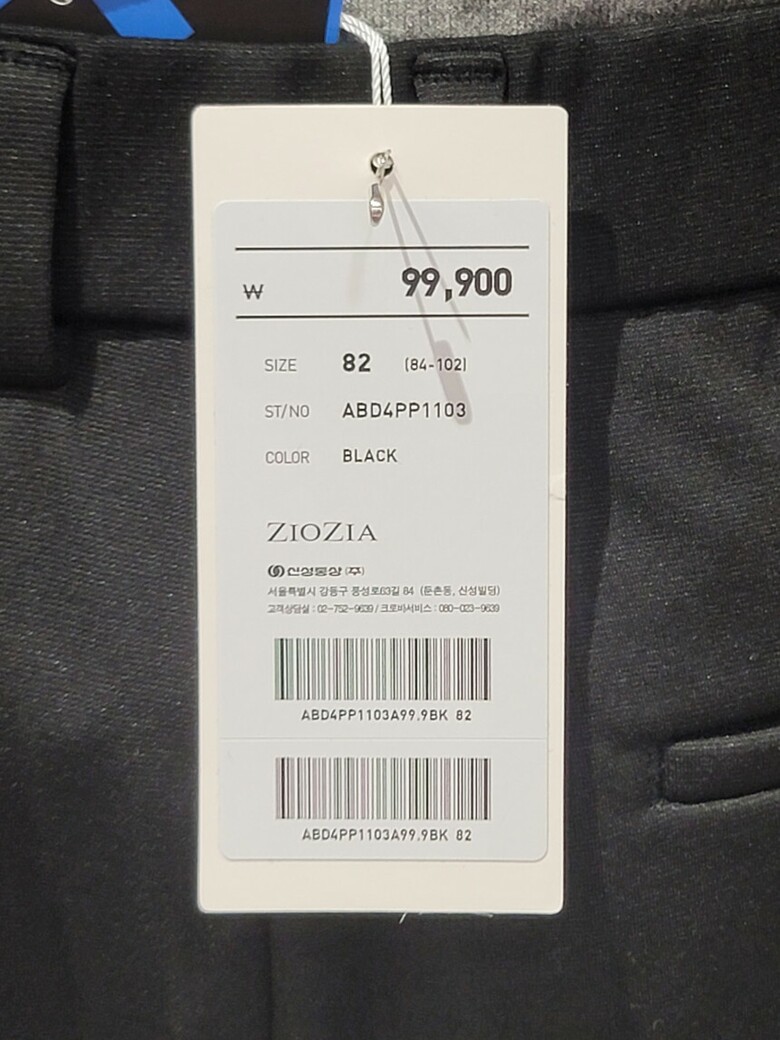 ₩ 99,900
SIZE 82 (84-102)
ST/NO ABD4PP1103
COLOR BLACK
ZIOZIA
신성통상 (주)
서울특별시 강동구 풍성로63길 84 (둔촌동, 신성빌딩)
고객상담실 : 02-752-9639 / 크로바서비스 : 080-023-9639
ABD4PP1103A99.9BK 82
ABD4PP1103A99.9BK 82